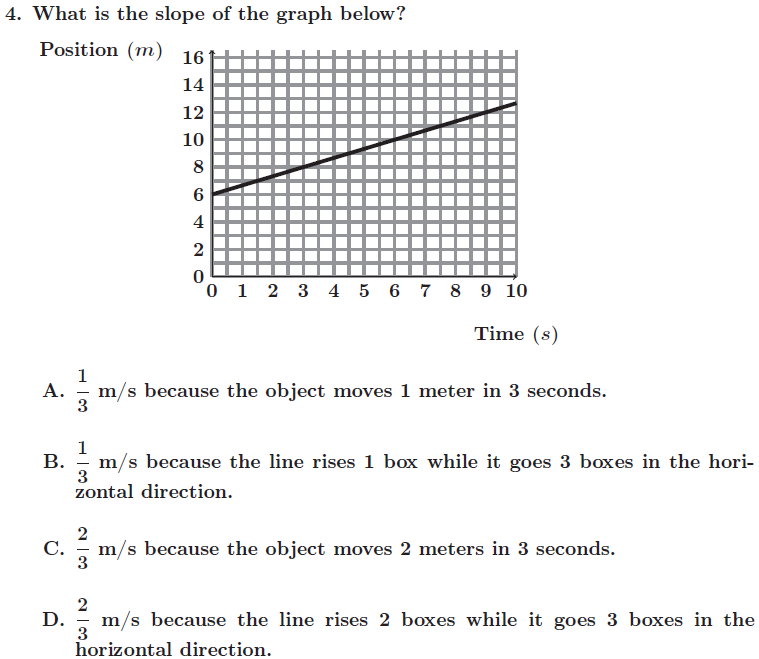 4. What is the slope of the graph below?
Position (m)
16
14
12
10
8
6
4
2
0
0 1 2 3 4 5 6 7 8 9 10
Time (s)
A. 1/3 m/s because the object moves 1 meter in 3 seconds.
B. 1/3 m/s because the line rises 1 box while it goes 3 boxes in the hori-
zontal direction.
C. 2/3 m/s because the object moves 2 meters in 3 seconds.
D. 2/3 m/s because the line rises 2 boxes while it goes 3 boxes in the
horizontal direction.